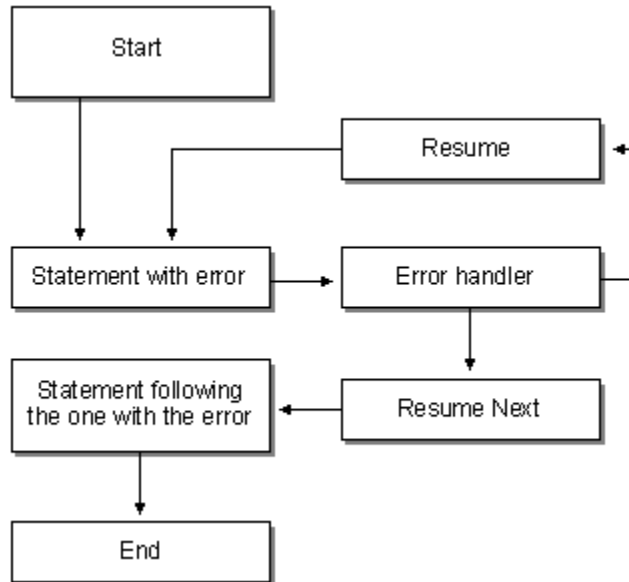 Start
Resume
Statement with error
Error handler
Statement following
the one with the error
Resume Next
End